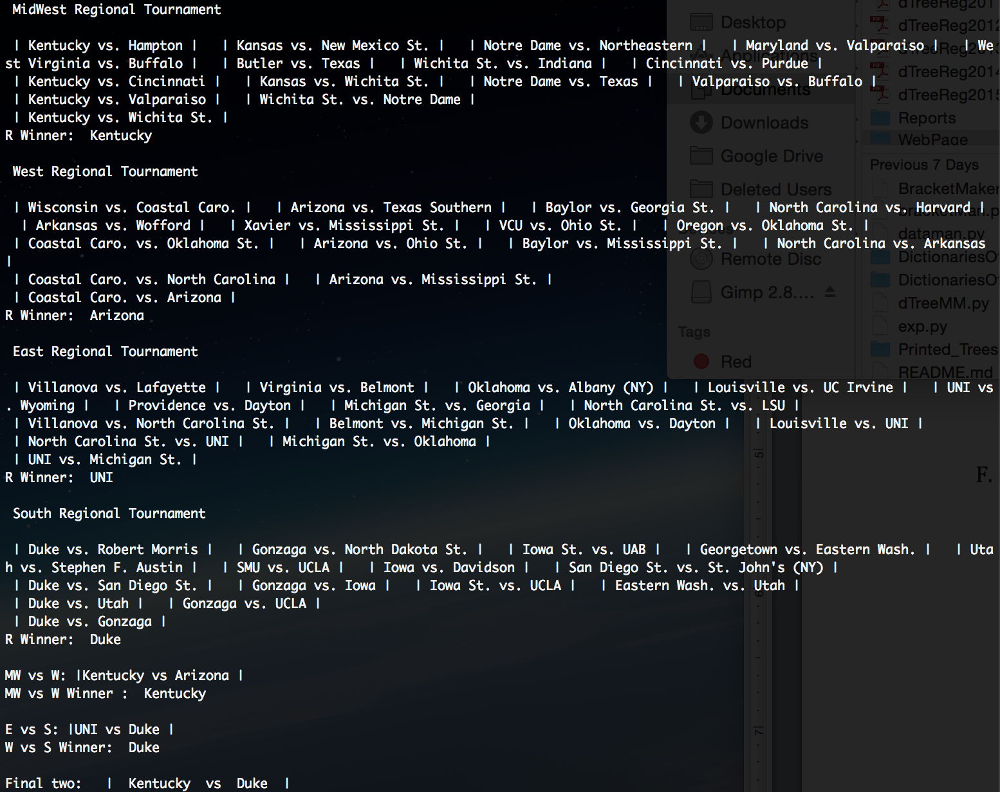 MidWest Regional Tournament
| Kentucky vs. Hampton |   | Kansas vs. New Mexico St. |   | Notre Dame vs. Northeastern |   | Maryland vs. Valparaiso |   | We
st Virginia vs. Buffalo |   | Butler vs. Texas |   | Wichita St. vs. Indiana |   | Cincinnati vs. Purdue |
| Kentucky vs. Cincinnati |   | Kansas vs. Wichita St. |   | Notre Dame vs. Texas |   | Valparaiso vs. Buffalo |
| Kentucky vs. Valparaiso |   | Wichita St. vs. Notre Dame |
| Kentucky vs. Wichita St. |
R Winner:  Kentucky
West Regional Tournament
| Wisconsin vs. Coastal Caro. |   | Arizona vs. Texas Southern |   | Baylor vs. Georgia St. |   | North Carolina vs. Harvard |
| Arkansas vs. Wofford |   | Xavier vs. Mississippi St. |   | VCU vs. Ohio St. |   | Oregon vs. Oklahoma St. |
| Coastal Caro. vs. Oklahoma St. |   | Arizona vs. Ohio St. |   | Baylor vs. Mississippi St. |   | North Carolina vs. Arkansas
|
| Coastal Caro. vs. North Carolina |   | Arizona vs. Mississippi St. |
| Coastal Caro. vs. Arizona |
R Winner:  Arizona
East Regional Tournament
| Villanova vs. Lafayette |   | Virginia vs. Belmont |   | Oklahoma vs. Albany (NY) |   | Louisville vs. UC Irvine |   | UNI vs
. Wyoming |   | Providence vs. Dayton |   | Michigan St. vs. Georgia |   | North Carolina St. vs. LSU |
| Villanova vs. North Carolina St. |   | Belmont vs. Michigan St. |   | Oklahoma vs. Dayton |   | Louisville vs. UNI |
| North Carolina St. vs. UNI |   | Michigan St. vs. Oklahoma |
| UNI vs. Michigan St. |
R Winner:  UNI
South Regional Tournament
| Duke vs. Robert Morris |   | Gonzaga vs. North Dakota St. |   | Iowa St. vs. UAB |   | Georgetown vs. Eastern Wash. |   | Uta
h vs. Stephen F. Austin |   | SMU vs. UCLA |   | Iowa vs. Davidson |   | San Diego St. vs. St. John's (NY) |
| Duke vs. San Diego St. |   | Gonzaga vs. Iowa |   | Iowa St. vs. UCLA |   | Eastern Wash. vs. Utah |
| Duke vs. Utah |   | Gonzaga vs. UCLA |
| Duke vs. Gonzaga |
R Winner:  Duke
MW vs W: |Kentucky vs Arizona |
MW vs W Winner :  Kentucky
E vs S: |UNI vs Duke |
W vs S Winner:  Duke
Final two:   |  Kentucky  vs  Duke  |
Desktop
Applications
Documents
Downloads
Google Drive
Deleted Users
Remote Disc
Gimp 2.8....
Tags
Red
dTreeReg201
dTreeReg2012
dTreeReg2013
dTreeReg2014
dTreeReg2015
Reports
WebPage
Previous 7 Days
BracketMaker
bracketMan.p
dataman.py
DictionariesO
DictionariesO
dTreeMM.py
exp.py
Printed_Trees
README.md
5
6
7
F.